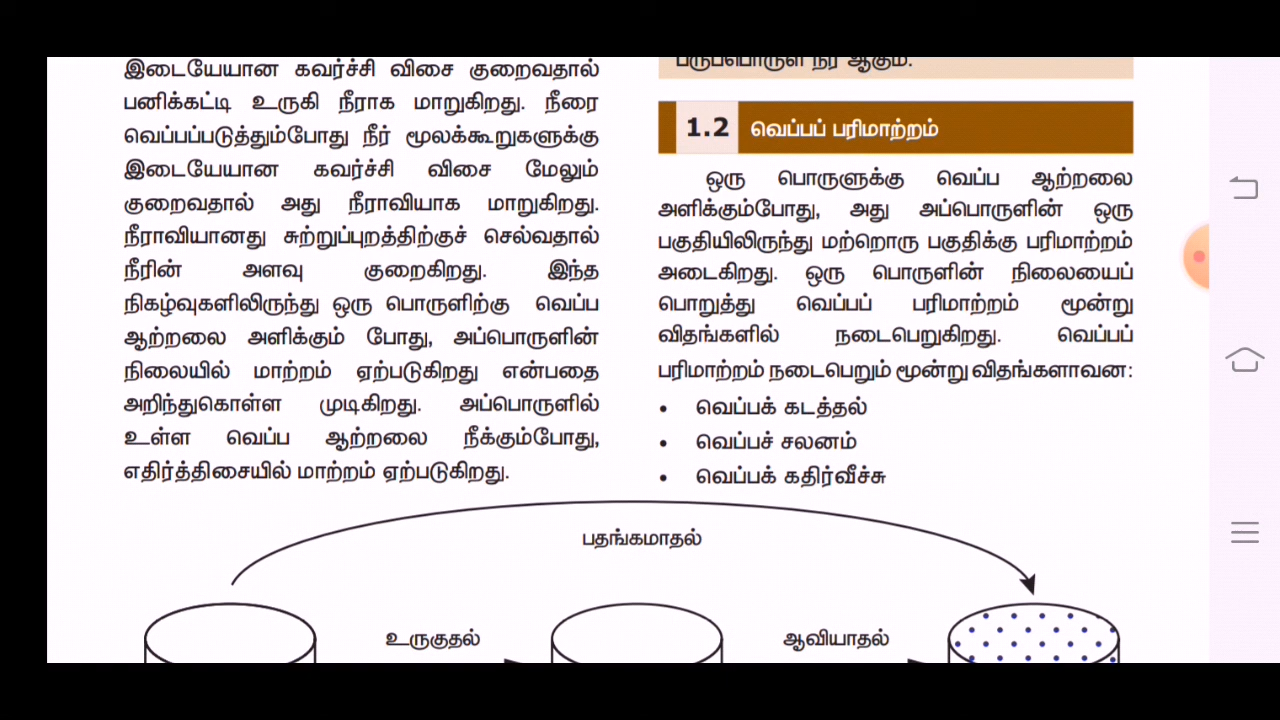 இடையேயான கவர்ச்சி விசை குறைவதால்
பனிக்கட்டி உருகி நீராக மாறுகிறது. நீரை
வெப்பப்படுத்தும்போது நீர் மூலக்கூறுகளுக்கு
இடையேயான கவர்ச்சி விசை மேலும்
குறைவதால் அது நீராவியாக மாறுகிறது.
நீராவியானது சுற்றுப்புறத்திற்குச் செல்வதால்
நீரின் அளவு குறைகிறது. இந்த
நிகழ்வுகளிலிருந்து ஒரு பொருளிற்கு வெப்ப
ஆற்றலை அளிக்கும் போது, அப்பொருளின்
நிலையில் மாற்றம் ஏற்படுகிறது என்பதை
அறிந்துகொள்ள முடிகிறது. அப்பொருளில்
உள்ள வெப்ப ஆற்றலை நீக்கும்போது,
எதிர்த்திசையில் மாற்றம் ஏற்படுகிறது.
பருப்பொருள் நீர் ஆகும்.
1.2 வெப்பப் பரிமாற்றம்
ஒரு பொருளுக்கு வெப்ப ஆற்றலை
அளிக்கும்போது, அது அப்பொருளின் ஒரு
பகுதியிலிருந்து மற்றொரு பகுதிக்கு பரிமாற்றம்
அடைகிறது. ஒரு பொருளின் நிலையைப்
பொறுத்து வெப்பப் பரிமாற்றம் மூன்று
விதங்களில் நடைபெறுகிறது. வெப்பப்
பரிமாற்றம் நடைபெறும் மூன்று விதங்களாவன:
• வெப்பக் கடத்தல்
• வெப்பச் சலனம்
• வெப்பக் கதிர்வீச்சு
பதங்கமாதல்
உருகுதல்
ஆவியாதல்